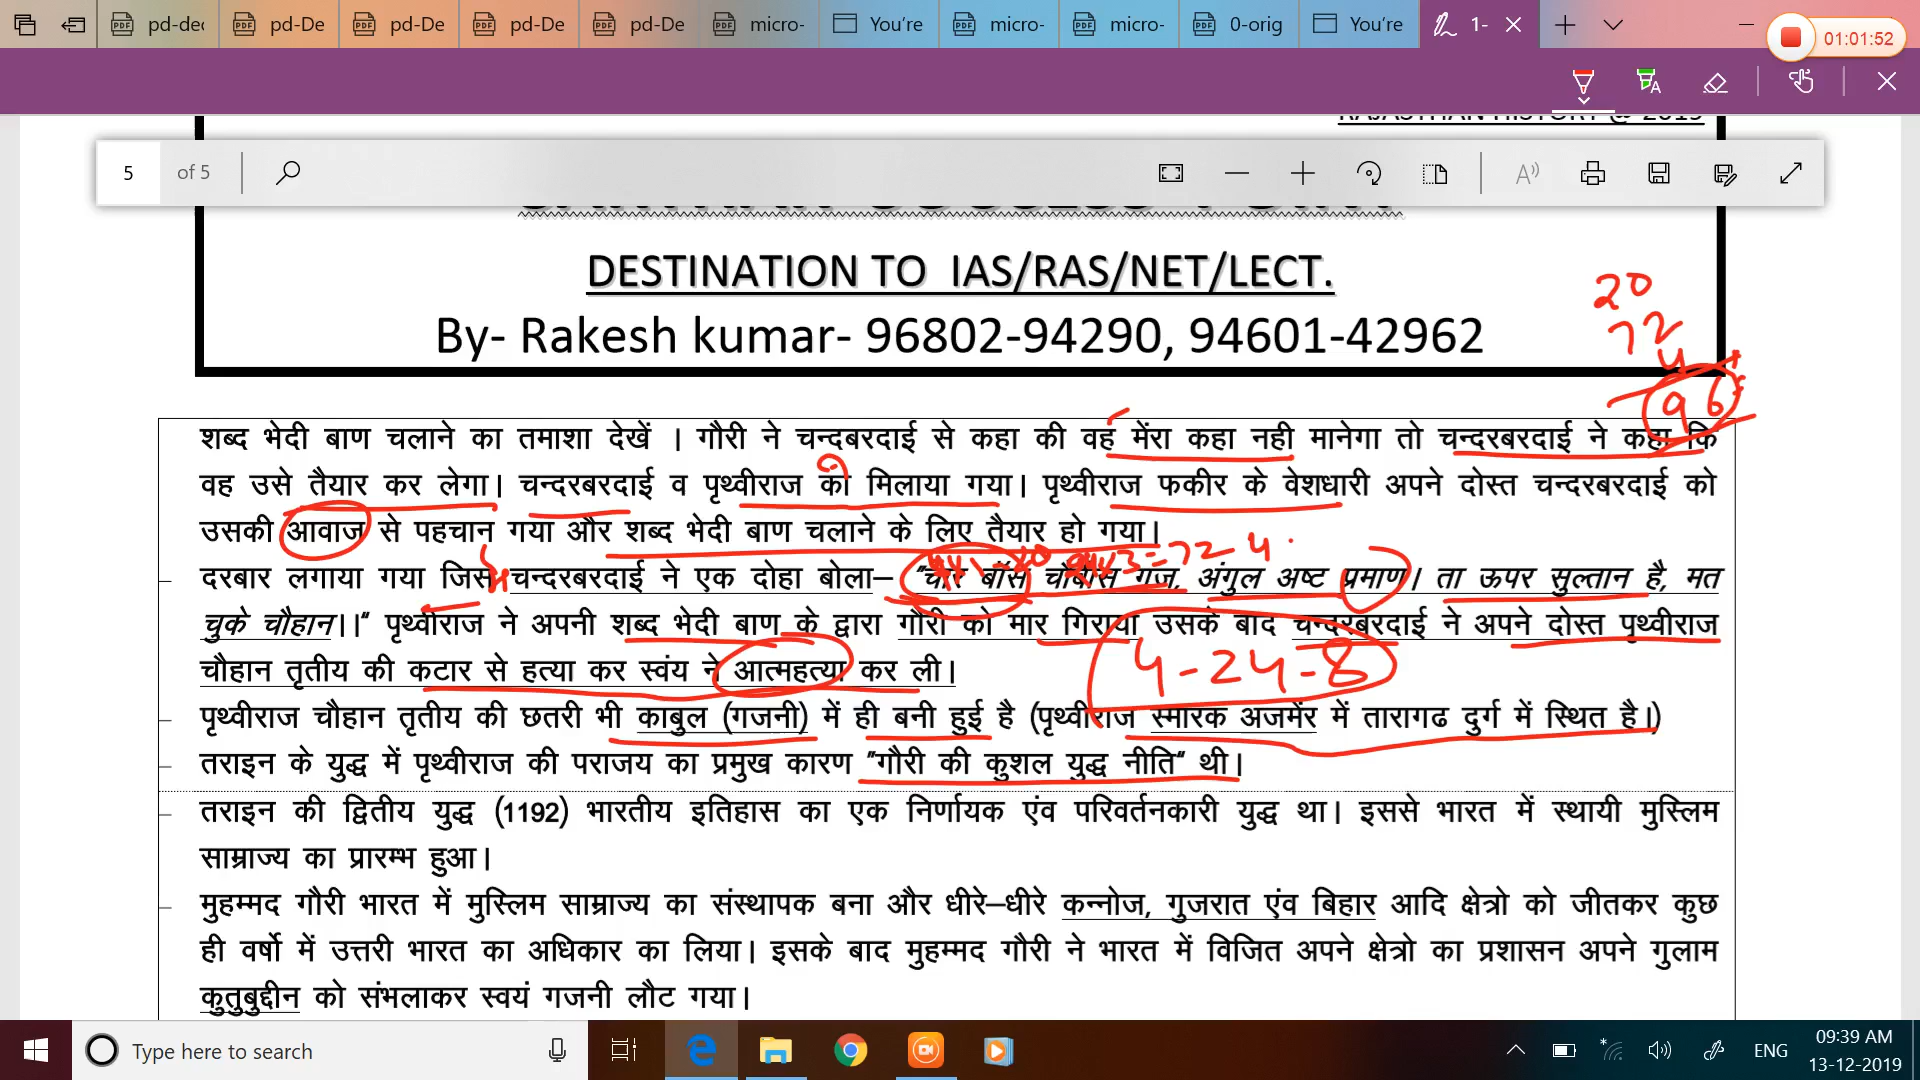 pd-dec pd-De pd-De pd-De pd-De micro- You're micro- micro- 0-orig You're 1- 01:01:52
5 of 5
DESTINATION TO IAS/RAS/NET/LECT.
By- Rakesh kumar- 96802-94290, 94601-42962
20
72
4
96
शब्द भेदी बाण चलाने का तमाशा देखें । गौरी ने चन्दबरदाई से कहा की वह मेंरा कहा नही मानेगा तो चन्दरबरदाई ने कहा कि
वह उसे तैयार कर लेगा। चन्दरबरदाई व पृथ्वीराज को मिलाया गया। पृथ्वीराज फकीर के वेशधारी अपने दोस्त चन्दरबरदाई को
उसकी आवाज से पहचान गया और शब्द भेदी बाण चलाने के लिए तैयार हो गया।
=72 4
दरबार लगाया गया जिस चन्दरबरदाई ने एक दोहा बोला– "चार बांस चौबीस गज, अंगुल अष्ट प्रमाण। ता ऊपर सुल्तान है, मत
चुके चौहान।।" पृथ्वीराज ने अपनी शब्द भेदी बाण के द्वारा गौरी को मार गिराया उसके बाद चन्दरबरदाई ने अपने दोस्त पृथ्वीराज
4-24-8
चौहान तृतीय की कटार से हत्या कर स्वंय ने आत्महत्या कर ली।
पृथ्वीराज चौहान तृतीय की छतरी भी काबुल (गजनी) में ही बनी हुई है (पृथ्वीराज स्मारक अजमेंर में तारागढ दुर्ग में स्थित है।)
तराइन के युद्ध में पृथ्वीराज की पराजय का प्रमुख कारण "गौरी की कुशल युद्ध नीति" थी।
तराइन की द्वितीय युद्ध (1192) भारतीय इतिहास का एक निर्णायक एंव परिवर्तनकारी युद्ध था। इससे भारत में स्थायी मुस्लिम
साम्राज्य का प्रारम्भ हुआ।
मुहम्मद गौरी भारत में मुस्लिम साम्राज्य का संस्थापक बना और धीरे–धीरे कन्नोज, गुजरात एंव बिहार आदि क्षेत्रो को जीतकर कुछ
ही वर्षो में उत्तरी भारत का अधिकार का लिया। इसके बाद मुहम्मद गौरी ने भारत में विजित अपने क्षेत्रो का प्रशासन अपने गुलाम
कुतुबुद्दीन को संभलाकर स्वयं गजनी लौट गया।
Type here to search ENG 09:39 AM
13-12-2019